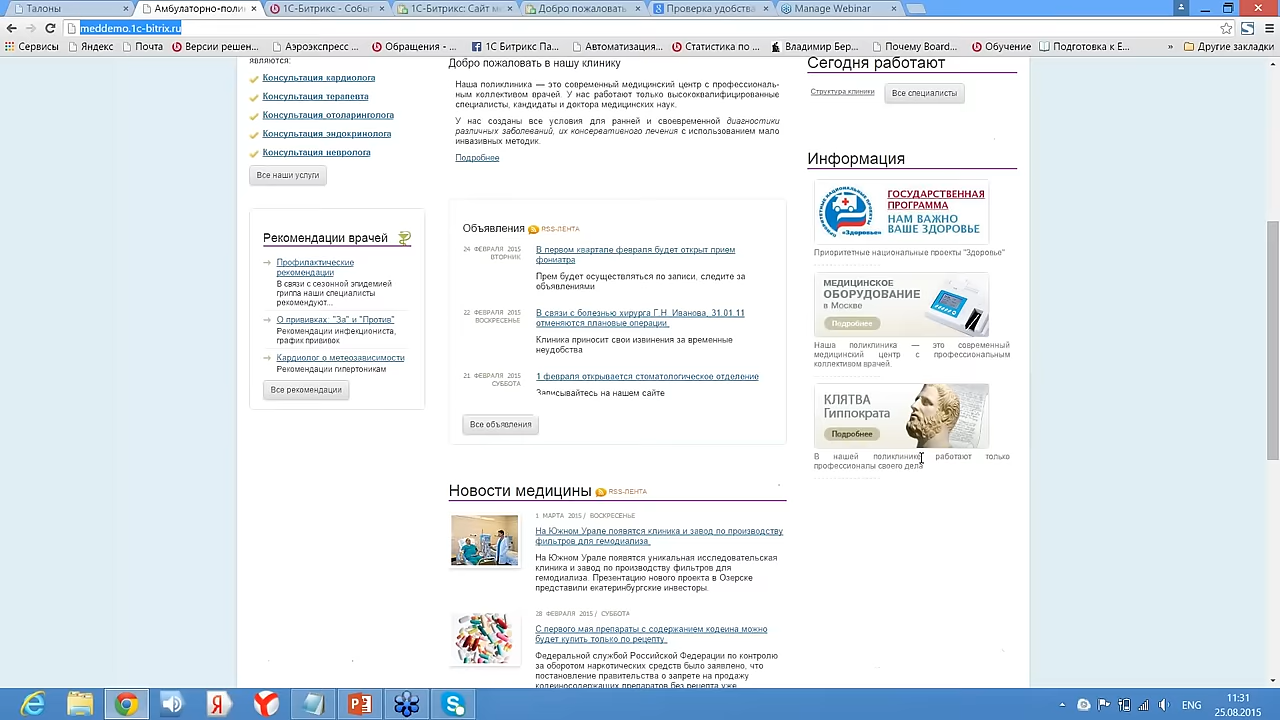 Талоны
Амбулаторно-поли
1С-Битрикс - Событ
1С-Битрикс: Сайт м
Добро пожаловать
Проверка удобства
Manage Webinar
meddemo.1c-bitrix.ru
Сервисы
Яндекс
Почта
Версии решен...
Аэроэкспресс ...
Обращения - ...
1С Битрикс Па...
Автоматизация...
Статистика по ...
Владимир Бер...
Почему Board...
Обучение
Подготовка к E...
»
Другие закладки
являются:
Консультация кардиолога
Консультация терапевта
Консультация отоларинголога
Консультация эндокринолога
Консультация невролога
Все наши услуги
Рекомендации врачей
Профилактические
рекомендации
В связи с сезонной эпидемией
гриппа наши специалисты
рекомендуют...
О прививках: "За" и "Против"
Рекомендации инфекциониста,
график прививок
Кардиолог о метеозависимости
Рекомендации гипертоникам
Все рекомендации
Добро пожаловать в нашу клинику
Наша поликлиника — это современный медицинский центр с профессиональ-
ным коллективом врачей. У нас работают только высококвалифицированные
специалисты, кандидаты и доктора медицинских наук.
У нас созданы все условия для ранней и своевременной диагностики
различных заболеваний, их консервативного лечения с использованием мало
инвазивных методик.
Подробнее
Объявления RSS-ЛЕНТА
24 ФЕВРАЛЯ 2015
ВТОРНИК
В первом квартале февраля будет открыт прием
фониатра
Прем будет осуществляться по записи, следите за
объявлениями
22 ФЕВРАЛЯ 2015
ВОСКРЕСЕНЬЕ
В связи с болезнью хирурга Г.Н. Иванова, 31.01.11
отменяются плановые операции.
Клиника приносит свои извинения за временные
неудобства
21 ФЕВРАЛЯ 2015
СУББОТА
1 февраля открывается стоматологическое отделение
Записывайтесь на нашем сайте
Все объявления
Новости медицины RSS-ЛЕНТА
1 МАРТА 2015 / ВОСКРЕСЕНЬЕ
На Южном Урале появятся клиника и завод по производству
фильтров для гемодиализа.
На Южном Урале появятся уникальная исследовательская
клиника и завод по производству фильтров для
гемодиализа. Презентацию нового проекта в Озерске
представили екатеринбургские инвесторы.
28 ФЕВРАЛЯ 2015 / СУББОТА
С первого мая препараты с содержанием кодеина можно
будет купить только по рецепту.
Федеральной службой Российской Федерации по контролю
за оборотом наркотических средств было заявлено, что
постановление правительства о запрете на продажу
кодеиносодержащих препаратов без рецепта уже
Сегодня работают
Структура клиники
Все специалисты
Информация
ГОСУДАРСТВЕННАЯ
ПРОГРАММА
НАМ ВАЖНО
ВАШЕ ЗДОРОВЬЕ
«Здоровье»
Приоритетные национальные проекты "Здоровье"
МЕДИЦИНСКОЕ
ОБОРУДОВАНИЕ
в Москве
Подробнее
Наша поликлиника — это современный
медицинский центр с профессиональным
коллективом врачей.
КЛЯТВА
Гиппократа
Подробнее
В нашей поликлинике работают только
профессионалы своего дела
ENG
11:31
25.08.2015